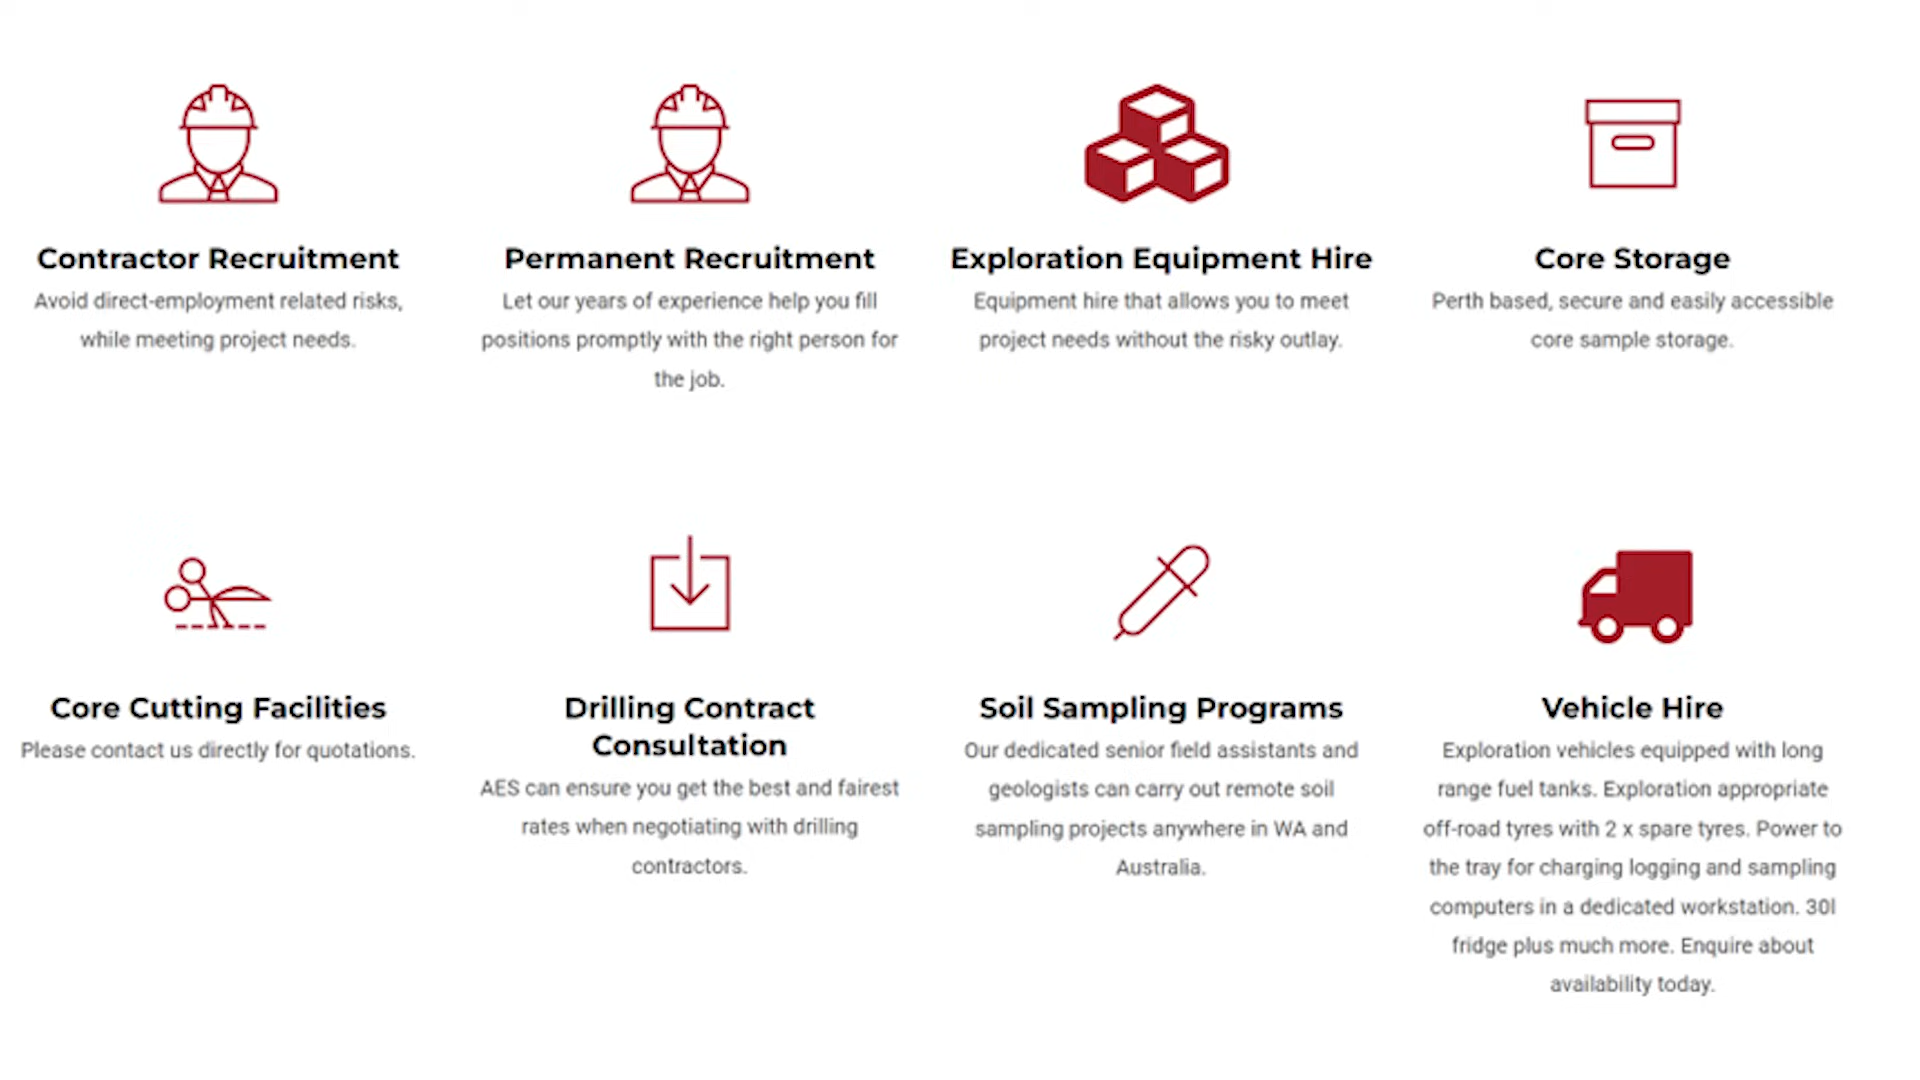 Contractor Recruitment
Avoid direct-employment related risks,
while meeting project needs.
Permanent Recruitment
Let our years of experience help you fill
positions promptly with the right person for
the job.
Exploration Equipment Hire
Equipment hire that allows you to meet
project needs without the risky outlay.
Core Storage
Perth based, secure and easily accessible
core sample storage.
Core Cutting Facilities
Please contact us directly for quotations.
Drilling Contract
Consultation
AES can ensure you get the best and fairest
rates when negotiating with drilling
contractors.
Soil Sampling Programs
Our dedicated senior field assistants and
geologists can carry out remote soil
sampling projects anywhere in WA and
Australia.
Vehicle Hire
Exploration vehicles equipped with long
range fuel tanks. Exploration appropriate
off-road tyres with 2 x spare tyres. Power to
the tray for charging logging and sampling
computers in a dedicated workstation. 30l
fridge plus much more. Enquire about
availability today.